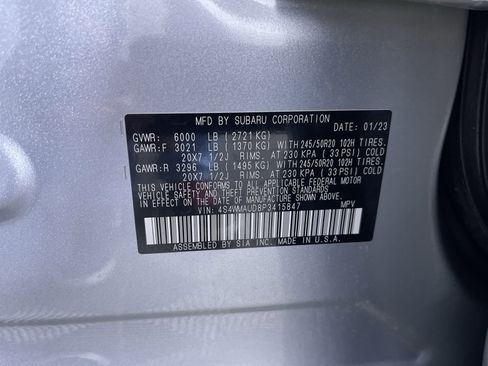 MFD BY SUBARU CORPORATION DATE: 01/23
GVWR: 6000 LB (2721 KG)
GAWR:F 3021 LB (1370 KG) WITH 245/50R20 102H TIRES.
20X7 1/2J RIMS. AT 230 KPA (33 PSI) COLD
GAWR:R 3296 LB (1495 KG) WITH 245/50R20 102H TIRES.
20X7 1/2J RIMS. AT 230 KPA (33 PSI) COLD
THIS VEHICLE CONFORMS TO ALL APPLICABLE FEDERAL MOTOR
VEHICLE SAFETY, BUMPER, AND THEFT PREVENTION STANDARDS
IN EFFECT ON THE DATE OF MANUFACTURE SHOWN ABOVE.
VIN: 4S4WMAUD8P3415847 MPV
ASSEMBLED BY SIA INC. MADE IN U.S.A.